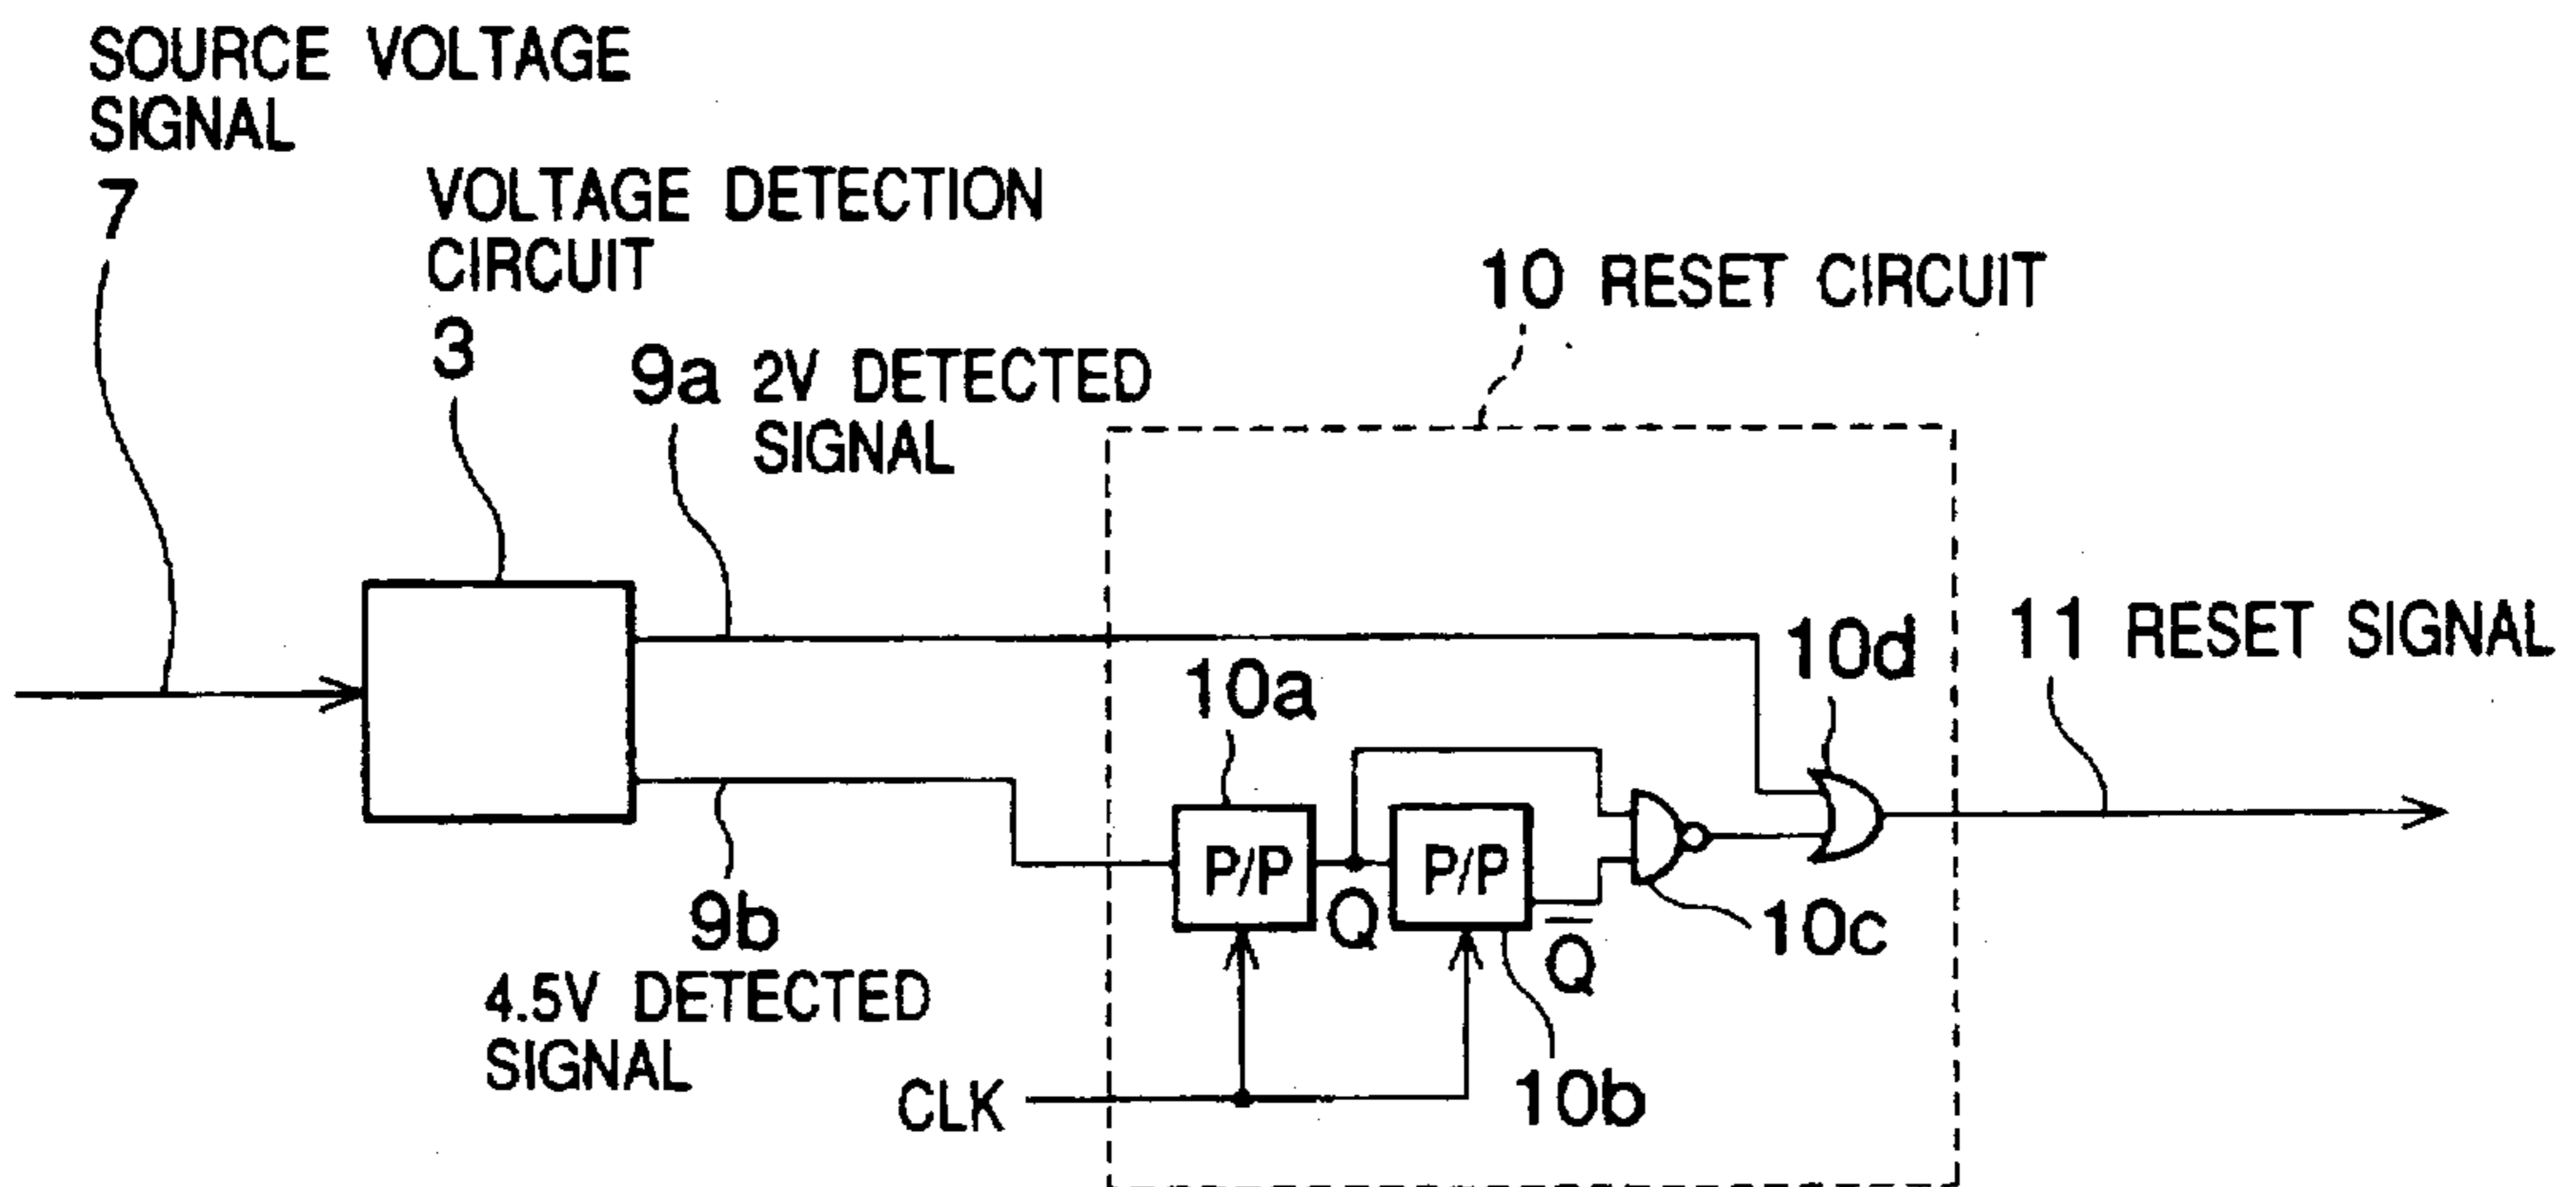 SOURCE VOLTAGE
SIGNAL
7
VOLTAGE DETECTION
CIRCUIT
3
9a 2V DETECTED
SIGNAL
10 RESET CIRCUIT
10a
10d
11 RESET SIGNAL
P/P
Q
P/P
Q̅
10c
9b
4.5V DETECTED
SIGNAL
CLK
10b